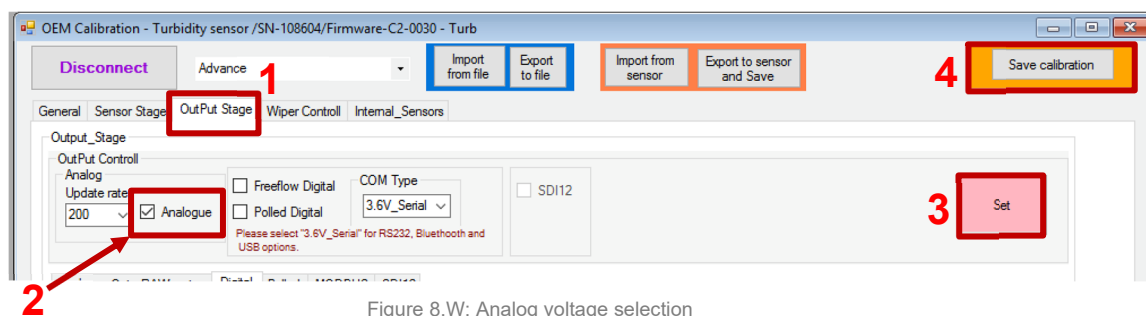 OEM Calibration - Turbidity sensor /SN-108604/Firmware-C2-0030 - Turb
Disconnect
Advance
Import from file
Export to file
Import from sensor
Export to sensor and Save
Save calibration
1
4
General Sensor Stage OutPut Stage Wiper Controll Internal_Sensors
Output_Stage
OutPut Controll
Analog
Update rate
200
Analogue
Freeflow Digital
Polled Digital
COM Type
3.6V_Serial
Please select "3.6V_Serial" for RS232, Bluethooth and
USB options.
SDI12
3
Set
Digital
2
Figure 8.W: Analog voltage selection